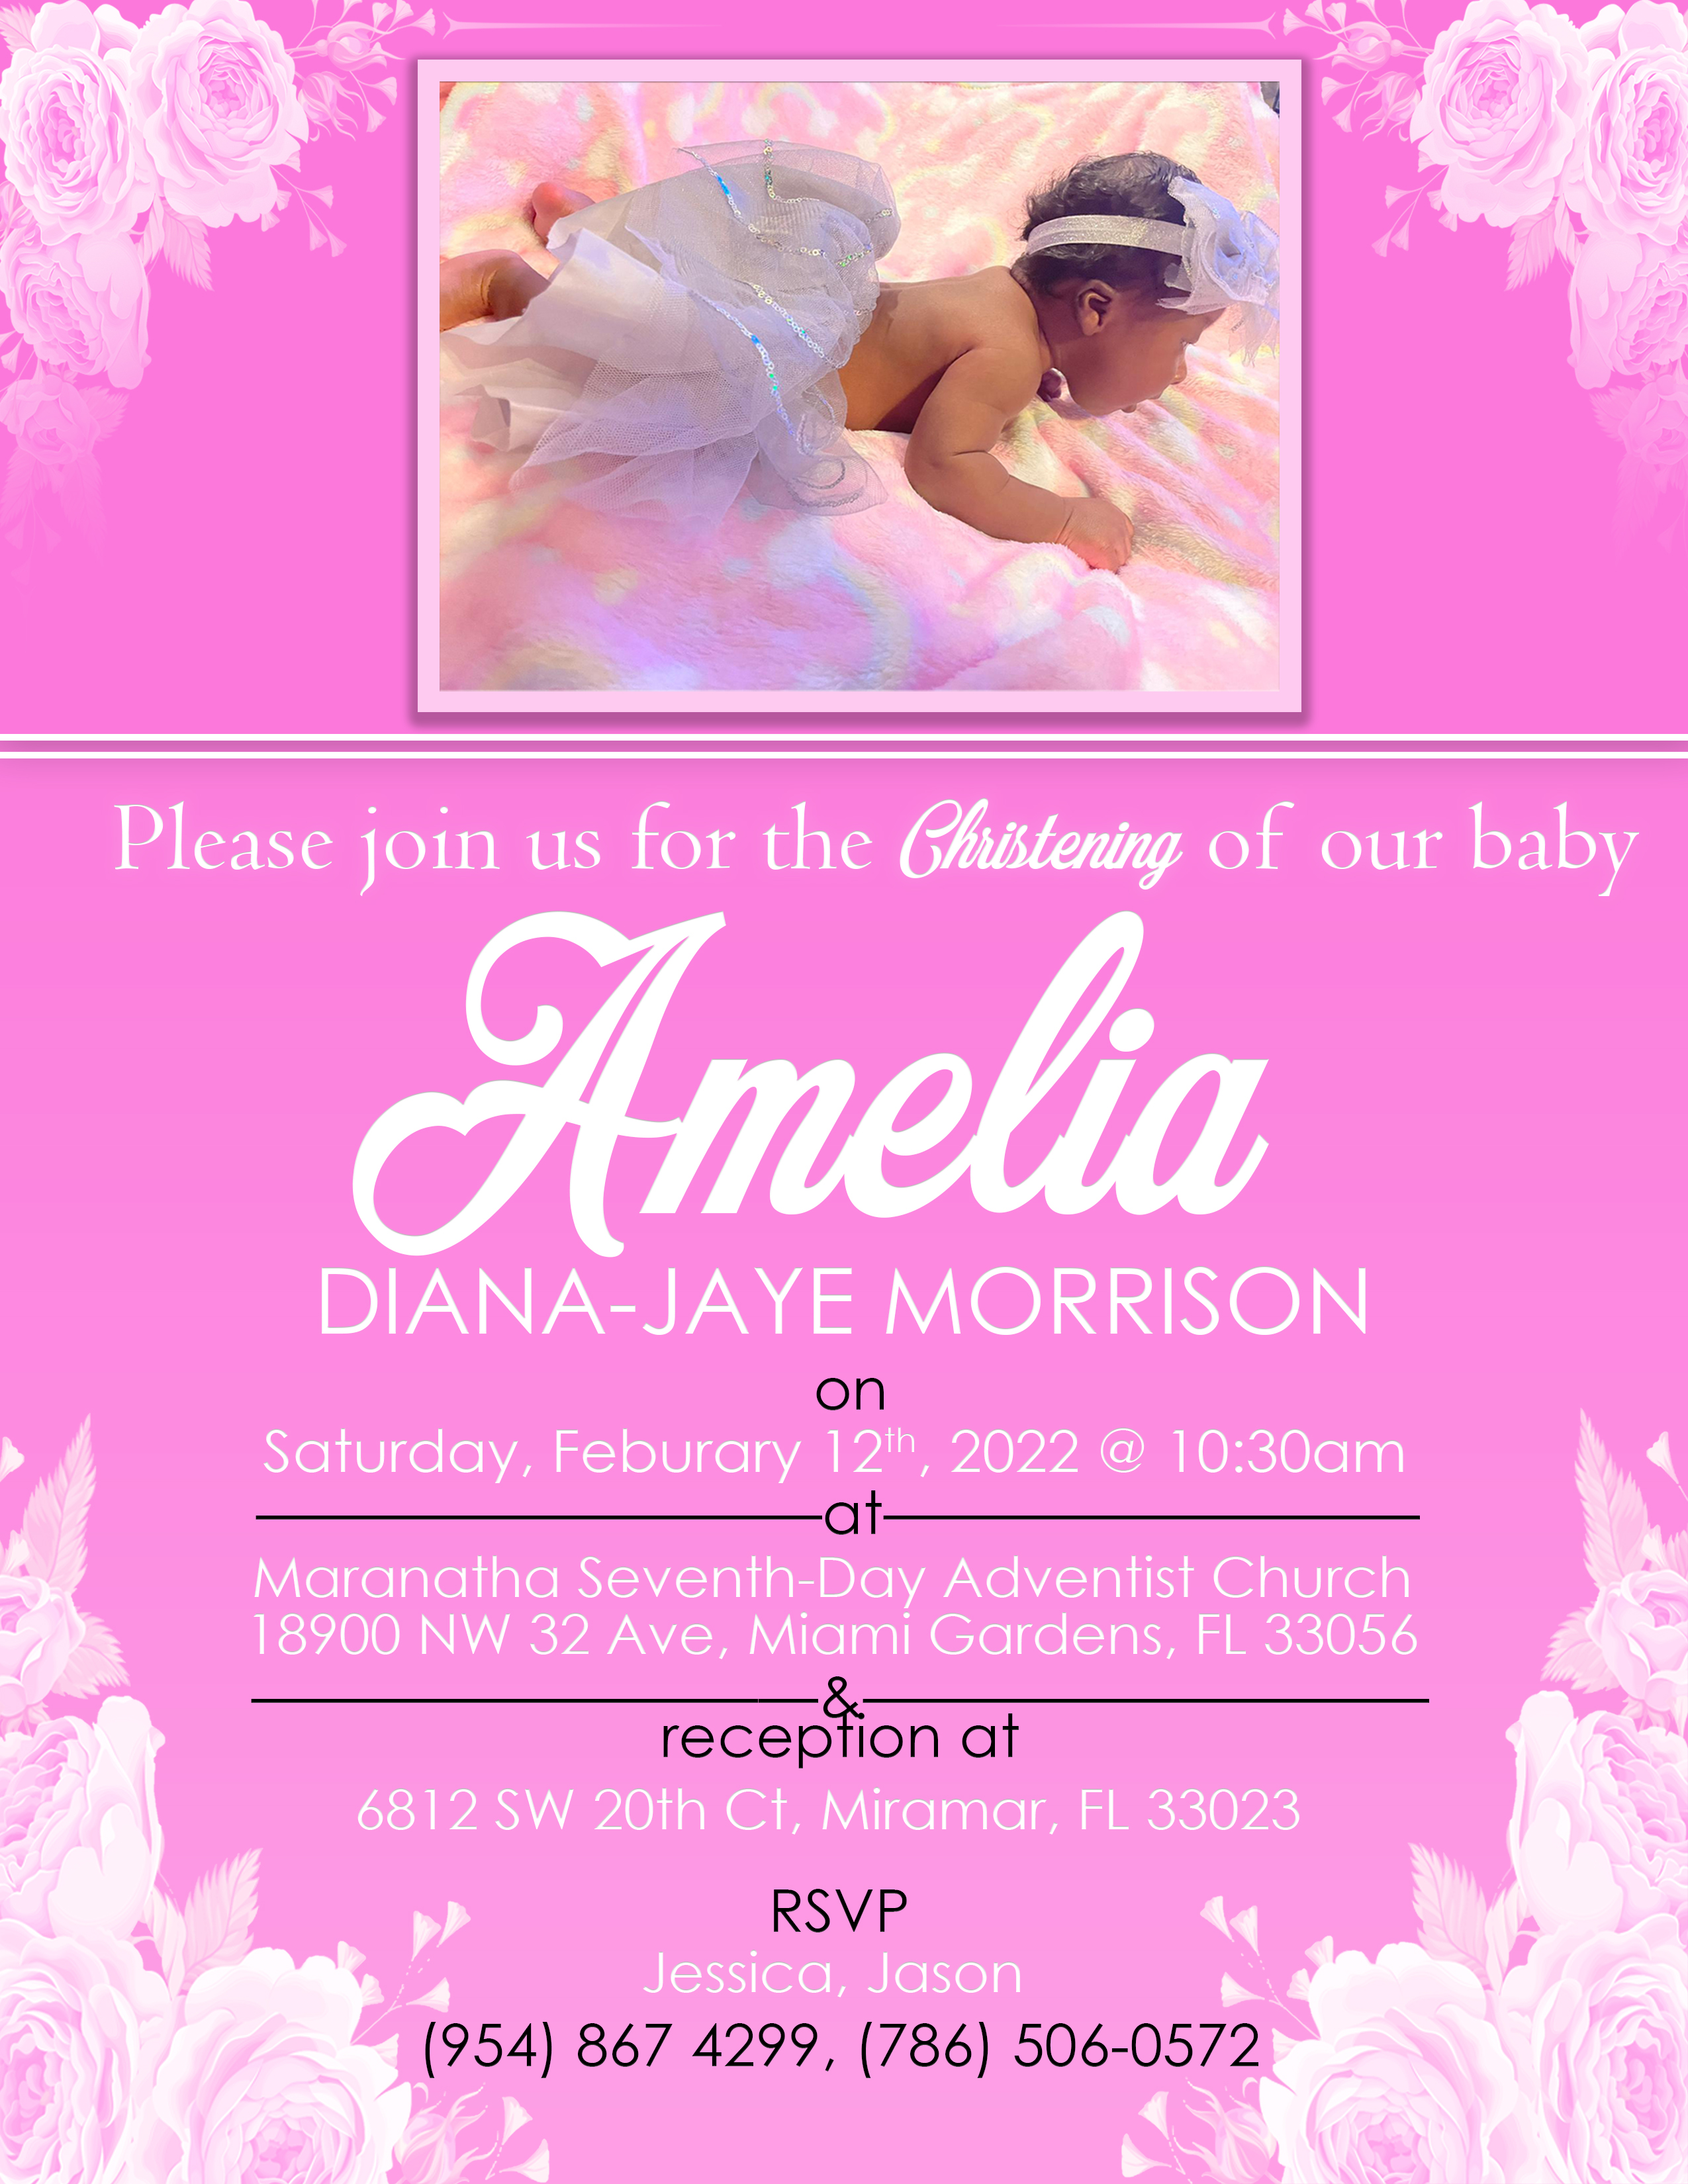 Please join us for the Christening of our baby
Amelia
DIANA-JAYE MORRISON
on
Saturday, Feburary 12th, 2022 @ 10:30am
at
Maranatha Seventh-Day Adventist Church
18900 NW 32 Ave, Miami Gardens, FL 33056
&
reception at
6812 SW 20th Ct, Miramar, FL 33023
RSVP
Jessica, Jason
(954) 867 4299, (786) 506-0572